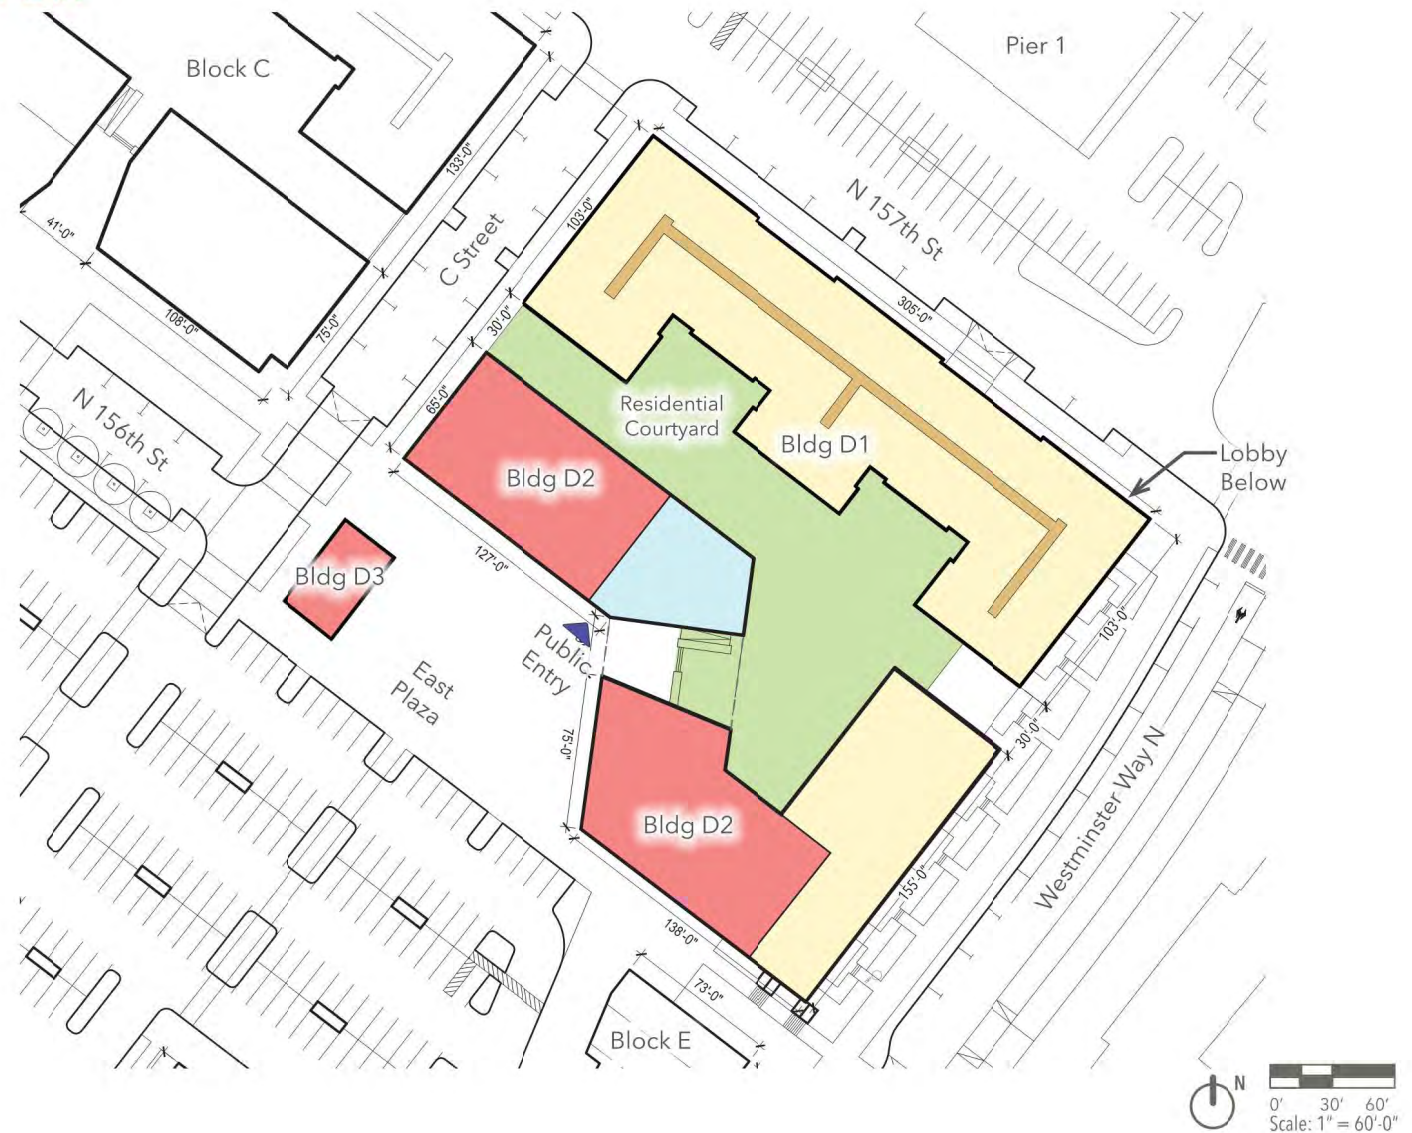 Pier 1
Block C
133'-0"
N 157th St
103'-0"
C Street
41'-0"
305'-0"
108'-0"
75'-0"
30'-0"
N 156th St
65'-0"
Residential
Courtyard
Bldg D1
Lobby
Below
Bldg D2
127'-0"
Bldg D3
103'-0"
Public
Entry
East
Plaza
30'-0"
75'-0"
Westminster Way N
Bldg D2
155'-0"
138'-0"
73'-0"
Block E
N
0' 30' 60'
Scale: 1" = 60'-0"